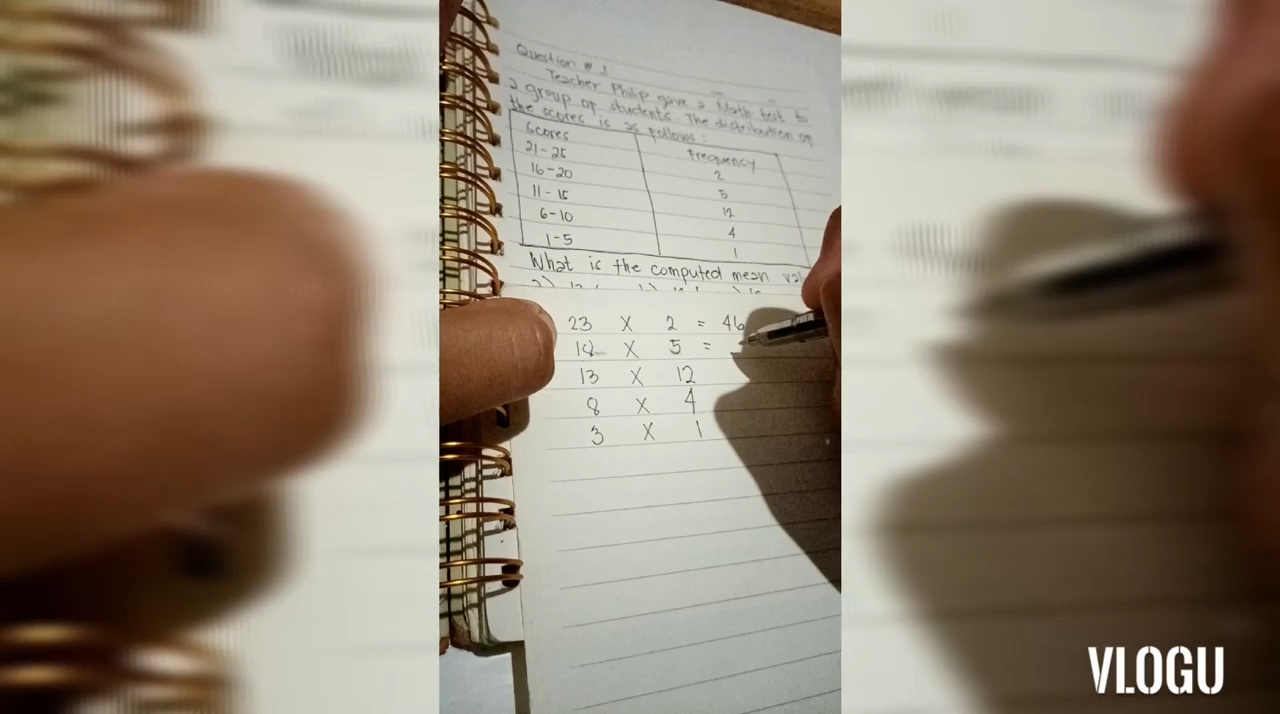 Question # 1
Teacher Philip gave a Math test to
a group of students. The distribution of
the scores is as follows:
Scores Frequency
21-25 2
16-20 5
11-15 12
6-10 4
1-5 1
What is the computed mean
23 X 2 = 46
18 X 5 =
13 X 12
8 X 4
3 X 1
VLOGU